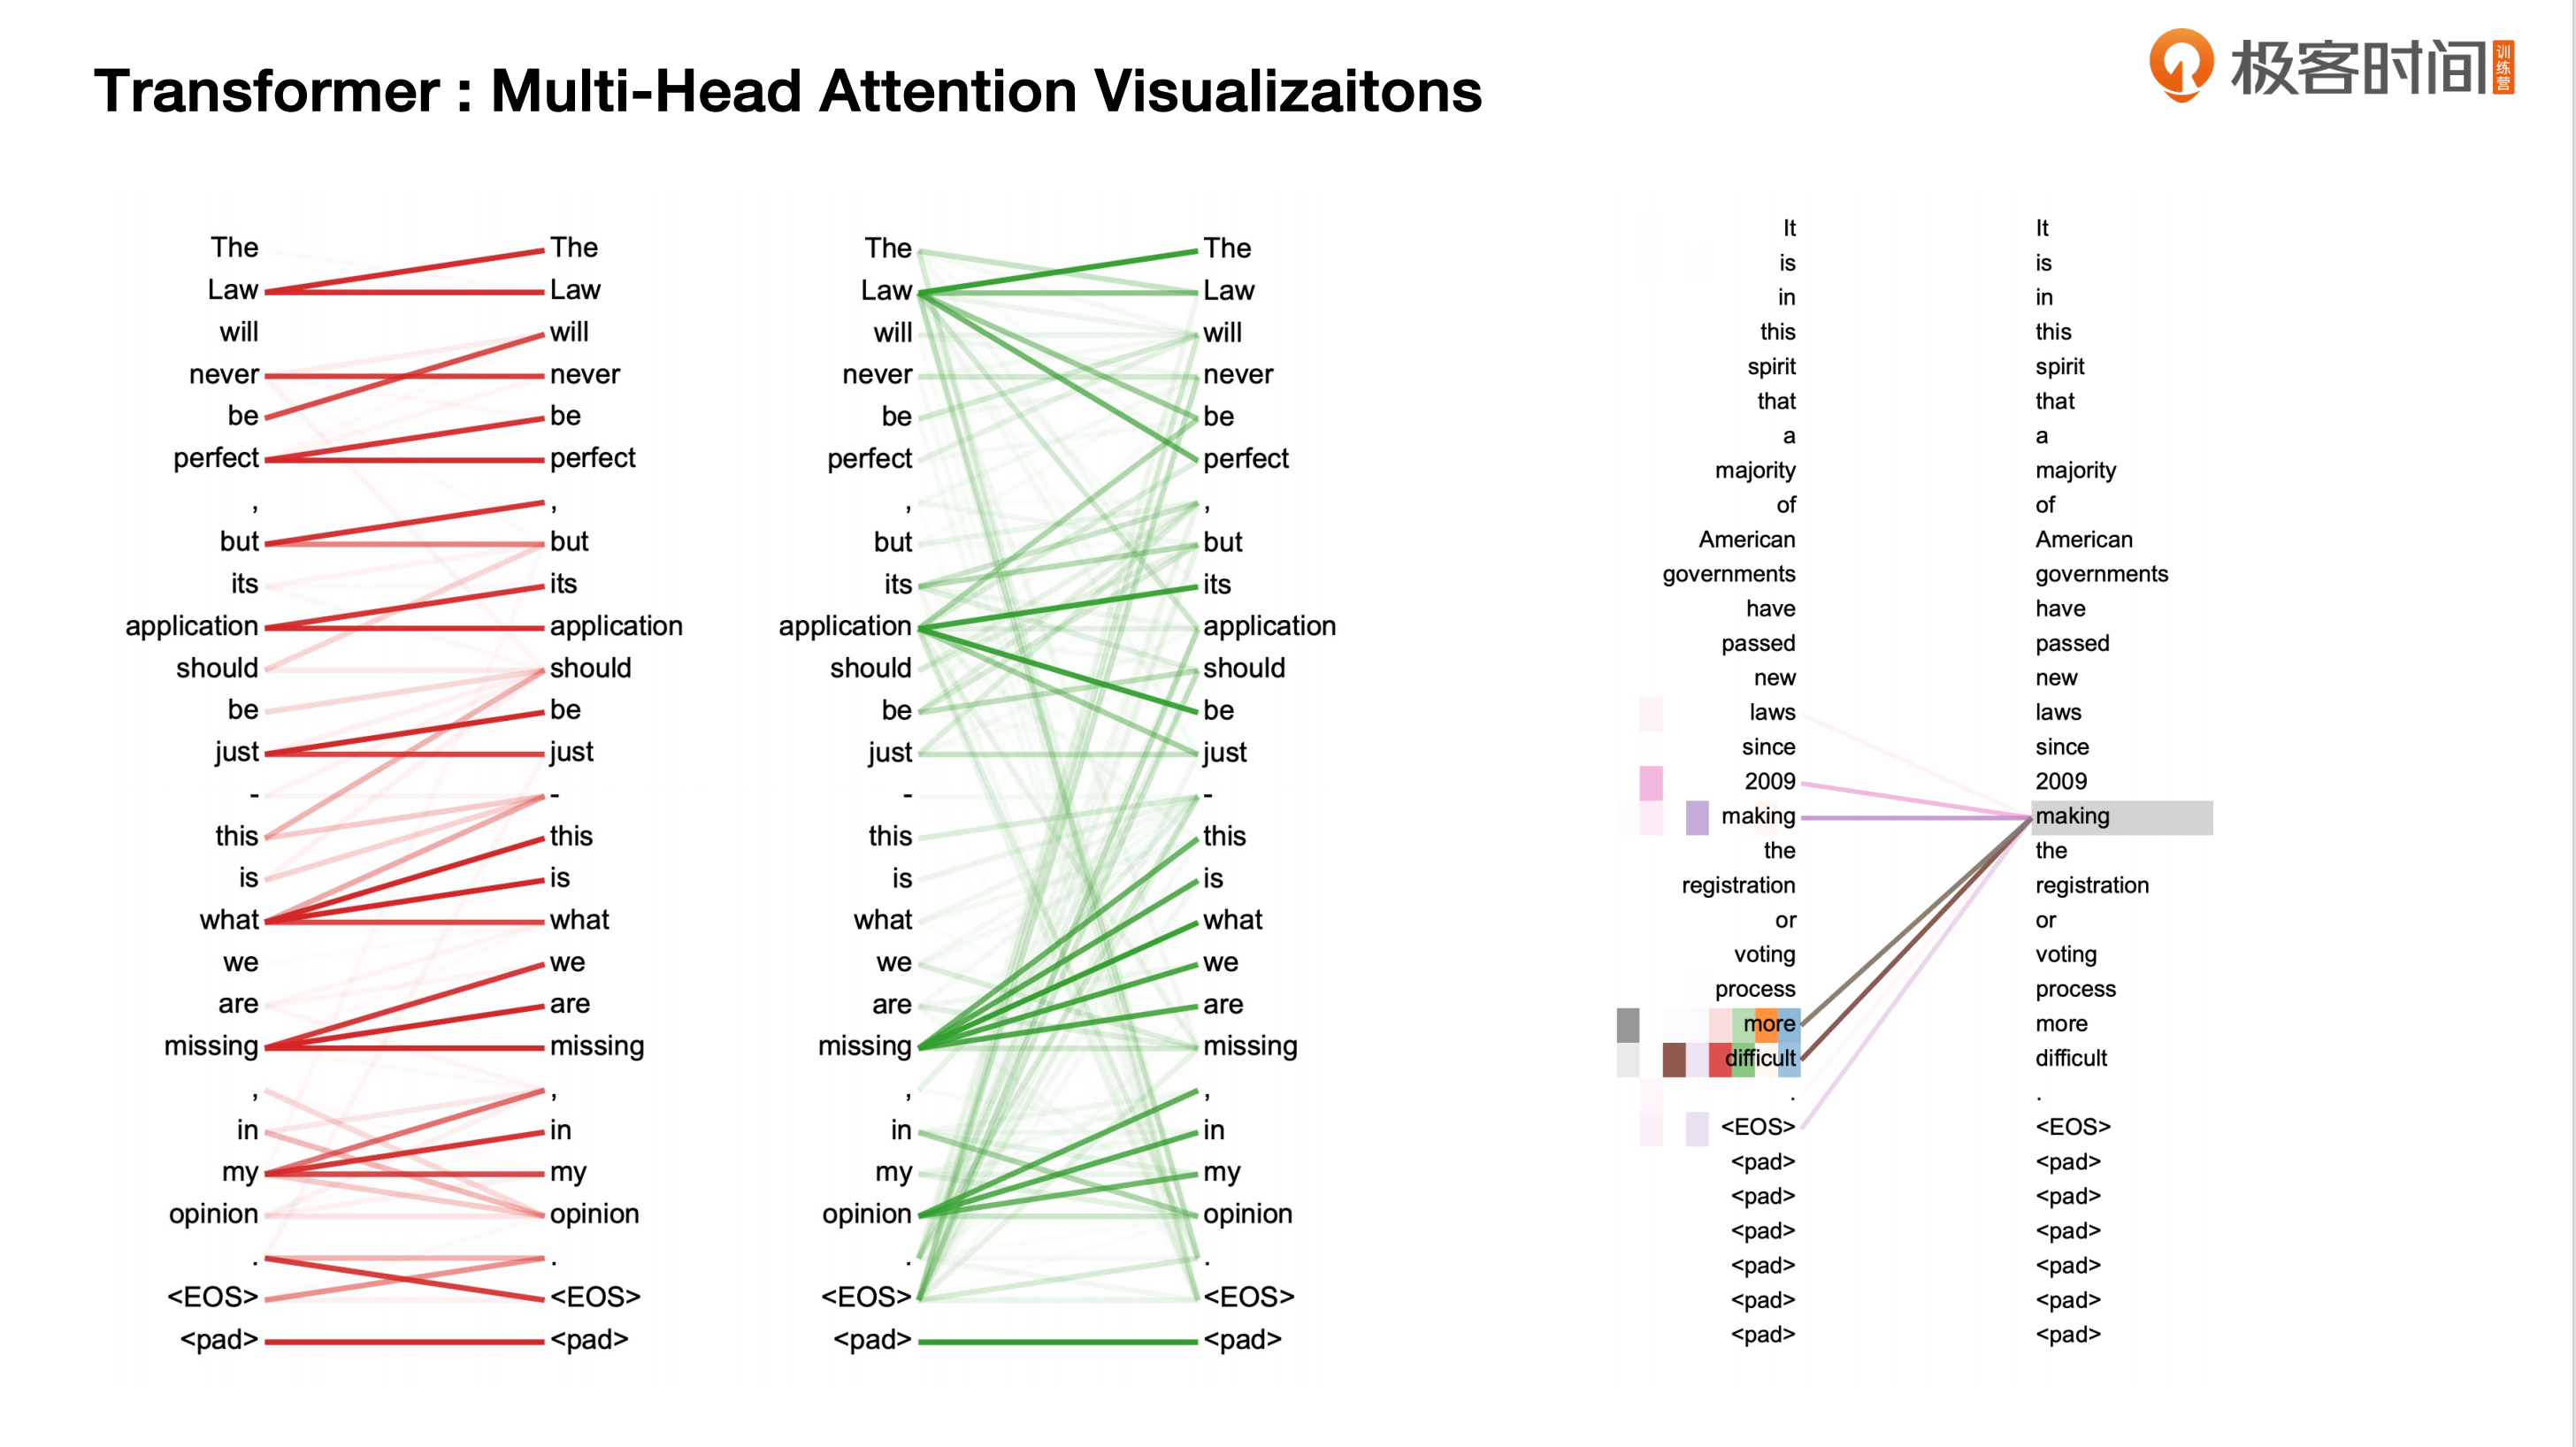 Transformer : Multi-Head Attention Visualizaitons
极客时间
训练营
The The
Law Law
will will
never never
be be
perfect perfect
, ,
but but
its its
application application
should should
be be
just just
- -
this this
is is
what what
we we
are are
missing missing
, ,
in in
my my
opinion opinion
. .
<EOS> <EOS>
<pad> <pad>
The The
Law Law
will will
never never
be be
perfect perfect
, ,
but but
its its
application application
should should
be be
just just
- -
this this
is is
what what
we we
are are
missing missing
, ,
in in
my my
opinion opinion
. .
<EOS> <EOS>
<pad> <pad>
It It
is is
in in
this this
spirit spirit
that that
a a
majority majority
of of
American American
governments governments
have have
passed passed
new new
laws laws
since since
2009 2009
making making
the the
registration registration
or or
voting voting
process process
more more
difficult difficult
. .
<EOS> <EOS>
<pad> <pad>
<pad> <pad>
<pad> <pad>
<pad> <pad>
<pad> <pad>
<pad> <pad>